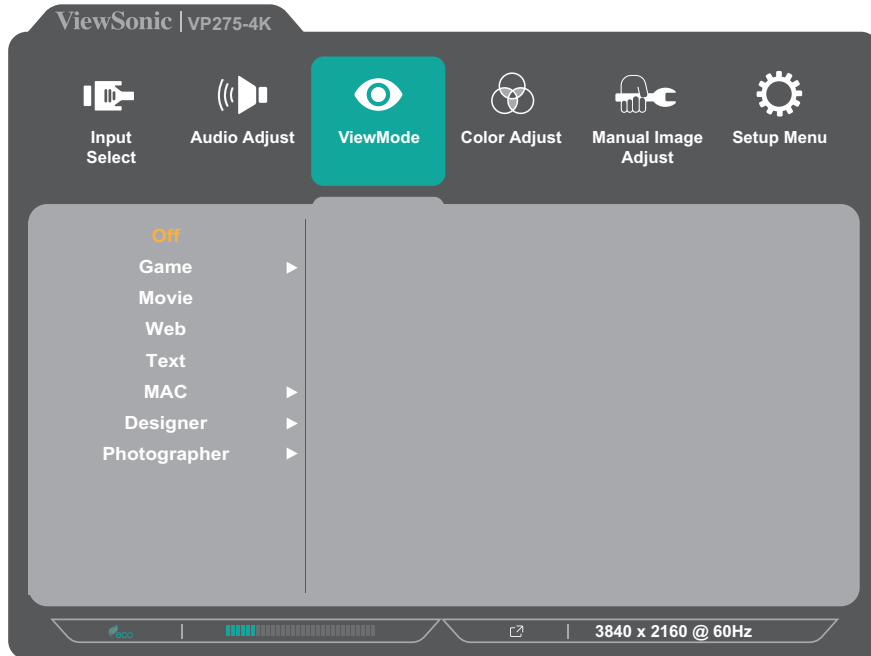 ViewSonic | VP275-4K
Input Select
Audio Adjust
ViewMode
Color Adjust
Manual Image Adjust
Setup Menu
Off
Game
Movie
Web
Text
MAC
Designer
Photographer
eco
3840 x 2160 @ 60Hz